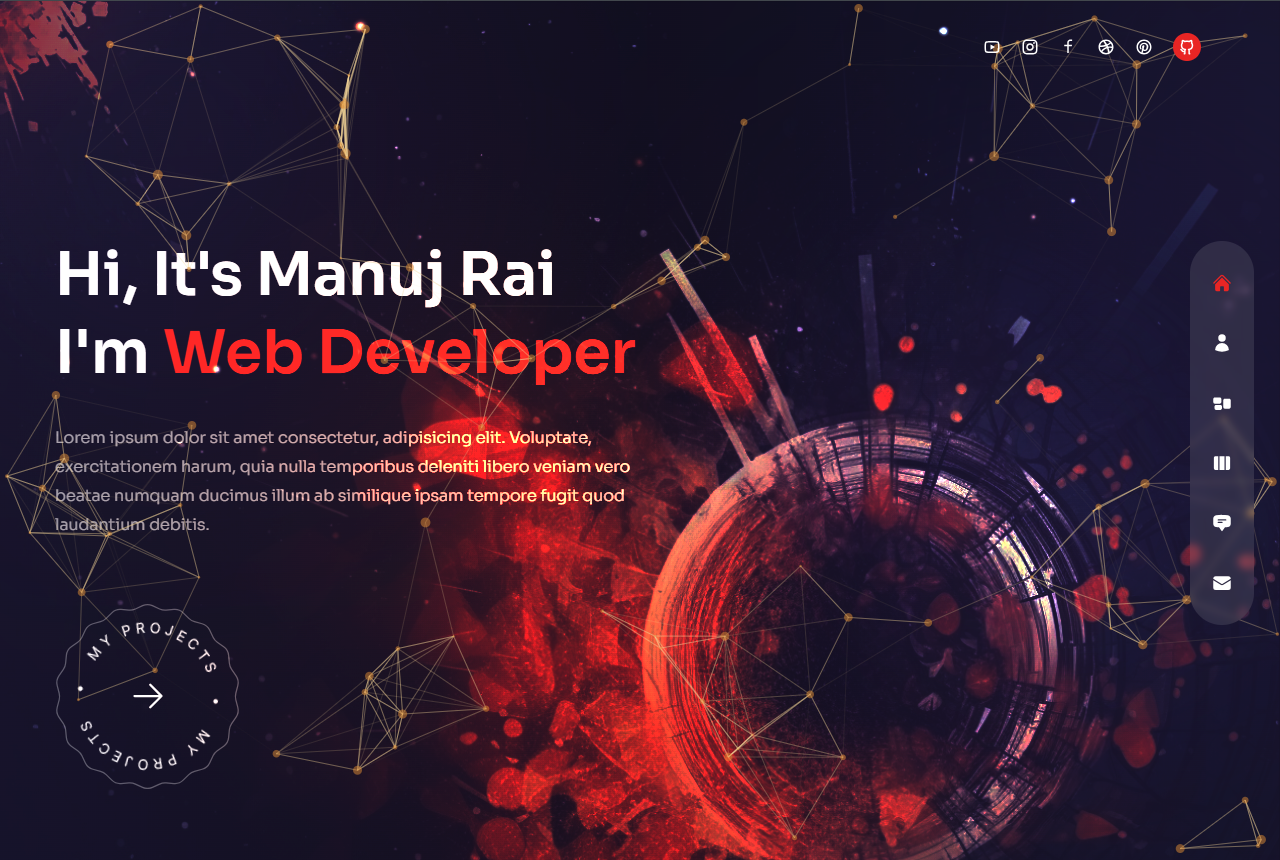 Hi, It's Manuj Rai
I'm Web Developer
Lorem ipsum dolor sit amet consectetur, adipisicing elit. Voluptate,
exercitationem harum, quia nulla temporibus deleniti libero veniam vero
beatae numquam ducimus illum ab similique ipsam tempore fugit quod
laudantium debitis.
MY PROJECTS • MY PROJECTS •